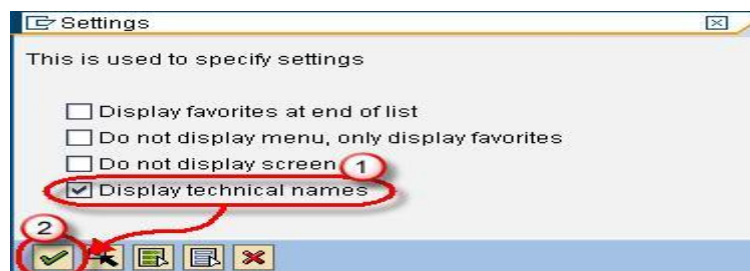 Settings
This is used to specify settings
Display favorites at end of list
Do not display menu, only display favorites
Do not display screen
1
Display technical names
2